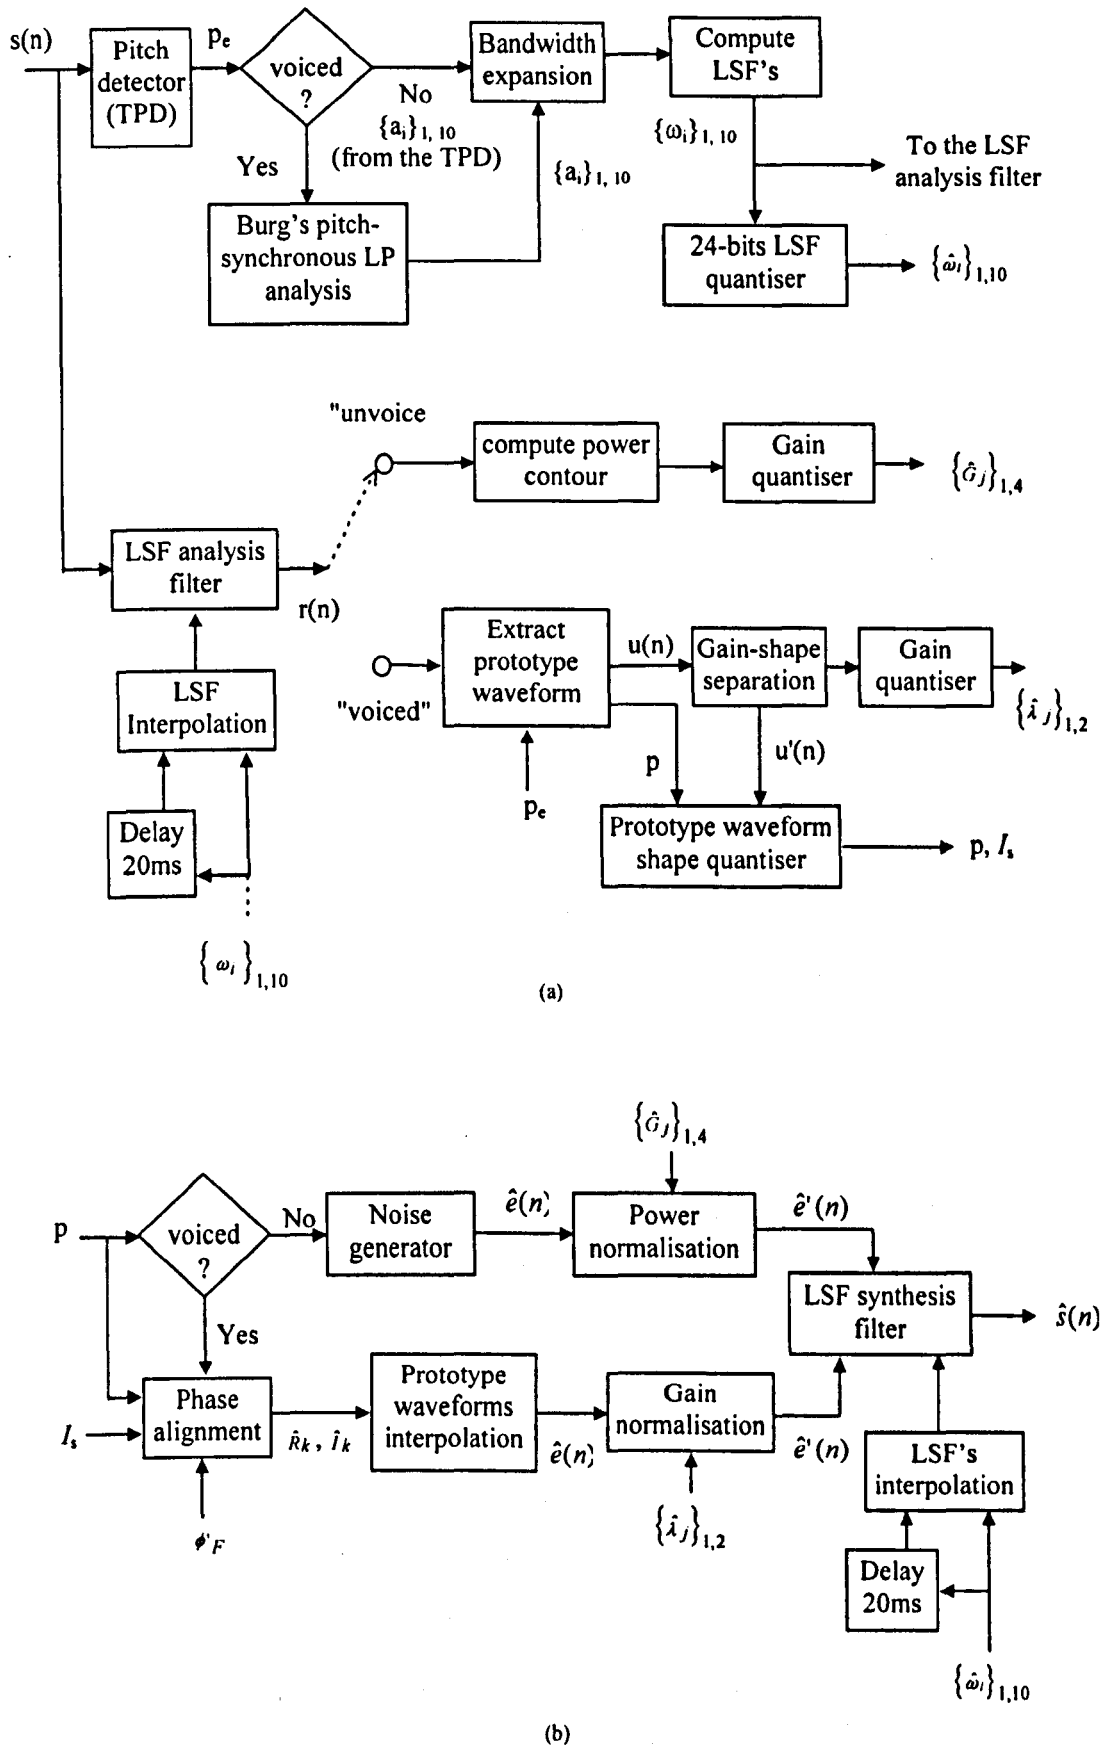 s(n)
Pitch
detector
(TPD)
pₑ
voiced
?
No
{aᵢ}₁, ₁₀
(from the TPD)
Yes
Burg's pitch-
synchronous LP
analysis
Bandwidth
expansion
{aᵢ}₁, ₁₀
Compute
LSF's
{ωᵢ}₁, ₁₀
To the LSF
analysis filter
24-bits LSF
quantiser
{ω̂ᵢ}₁,₁₀
"unvoice
compute power
contour
Gain
quantiser
{Ĝⱼ}₁,₄
LSF analysis
filter
r(n)
LSF
Interpolation
Delay
20ms
{ωᵢ}₁,₁₀
"voiced"
Extract
prototype
waveform
pₑ
u(n)
p
Gain-shape
separation
u'(n)
Gain
quantiser
{λ̂ⱼ}₁,₂
Prototype waveform
shape quantiser
p, Iₛ
(a)
{Ĝⱼ}₁,₄
p
voiced
?
No
Noise
generator
ê(n)
Power
normalisation
ê'(n)
LSF synthesis
filter
ŝ(n)
Yes
Iₛ
Phase
alignment
ϕ'F
R̂ₖ , Îₖ
Prototype
waveforms
interpolation
ê(n)
Gain
normalisation
{λ̂ⱼ}₁,₂
ê'(n)
LSF's
interpolation
Delay
20ms
{ω̂ᵢ}₁,₁₀
(b)